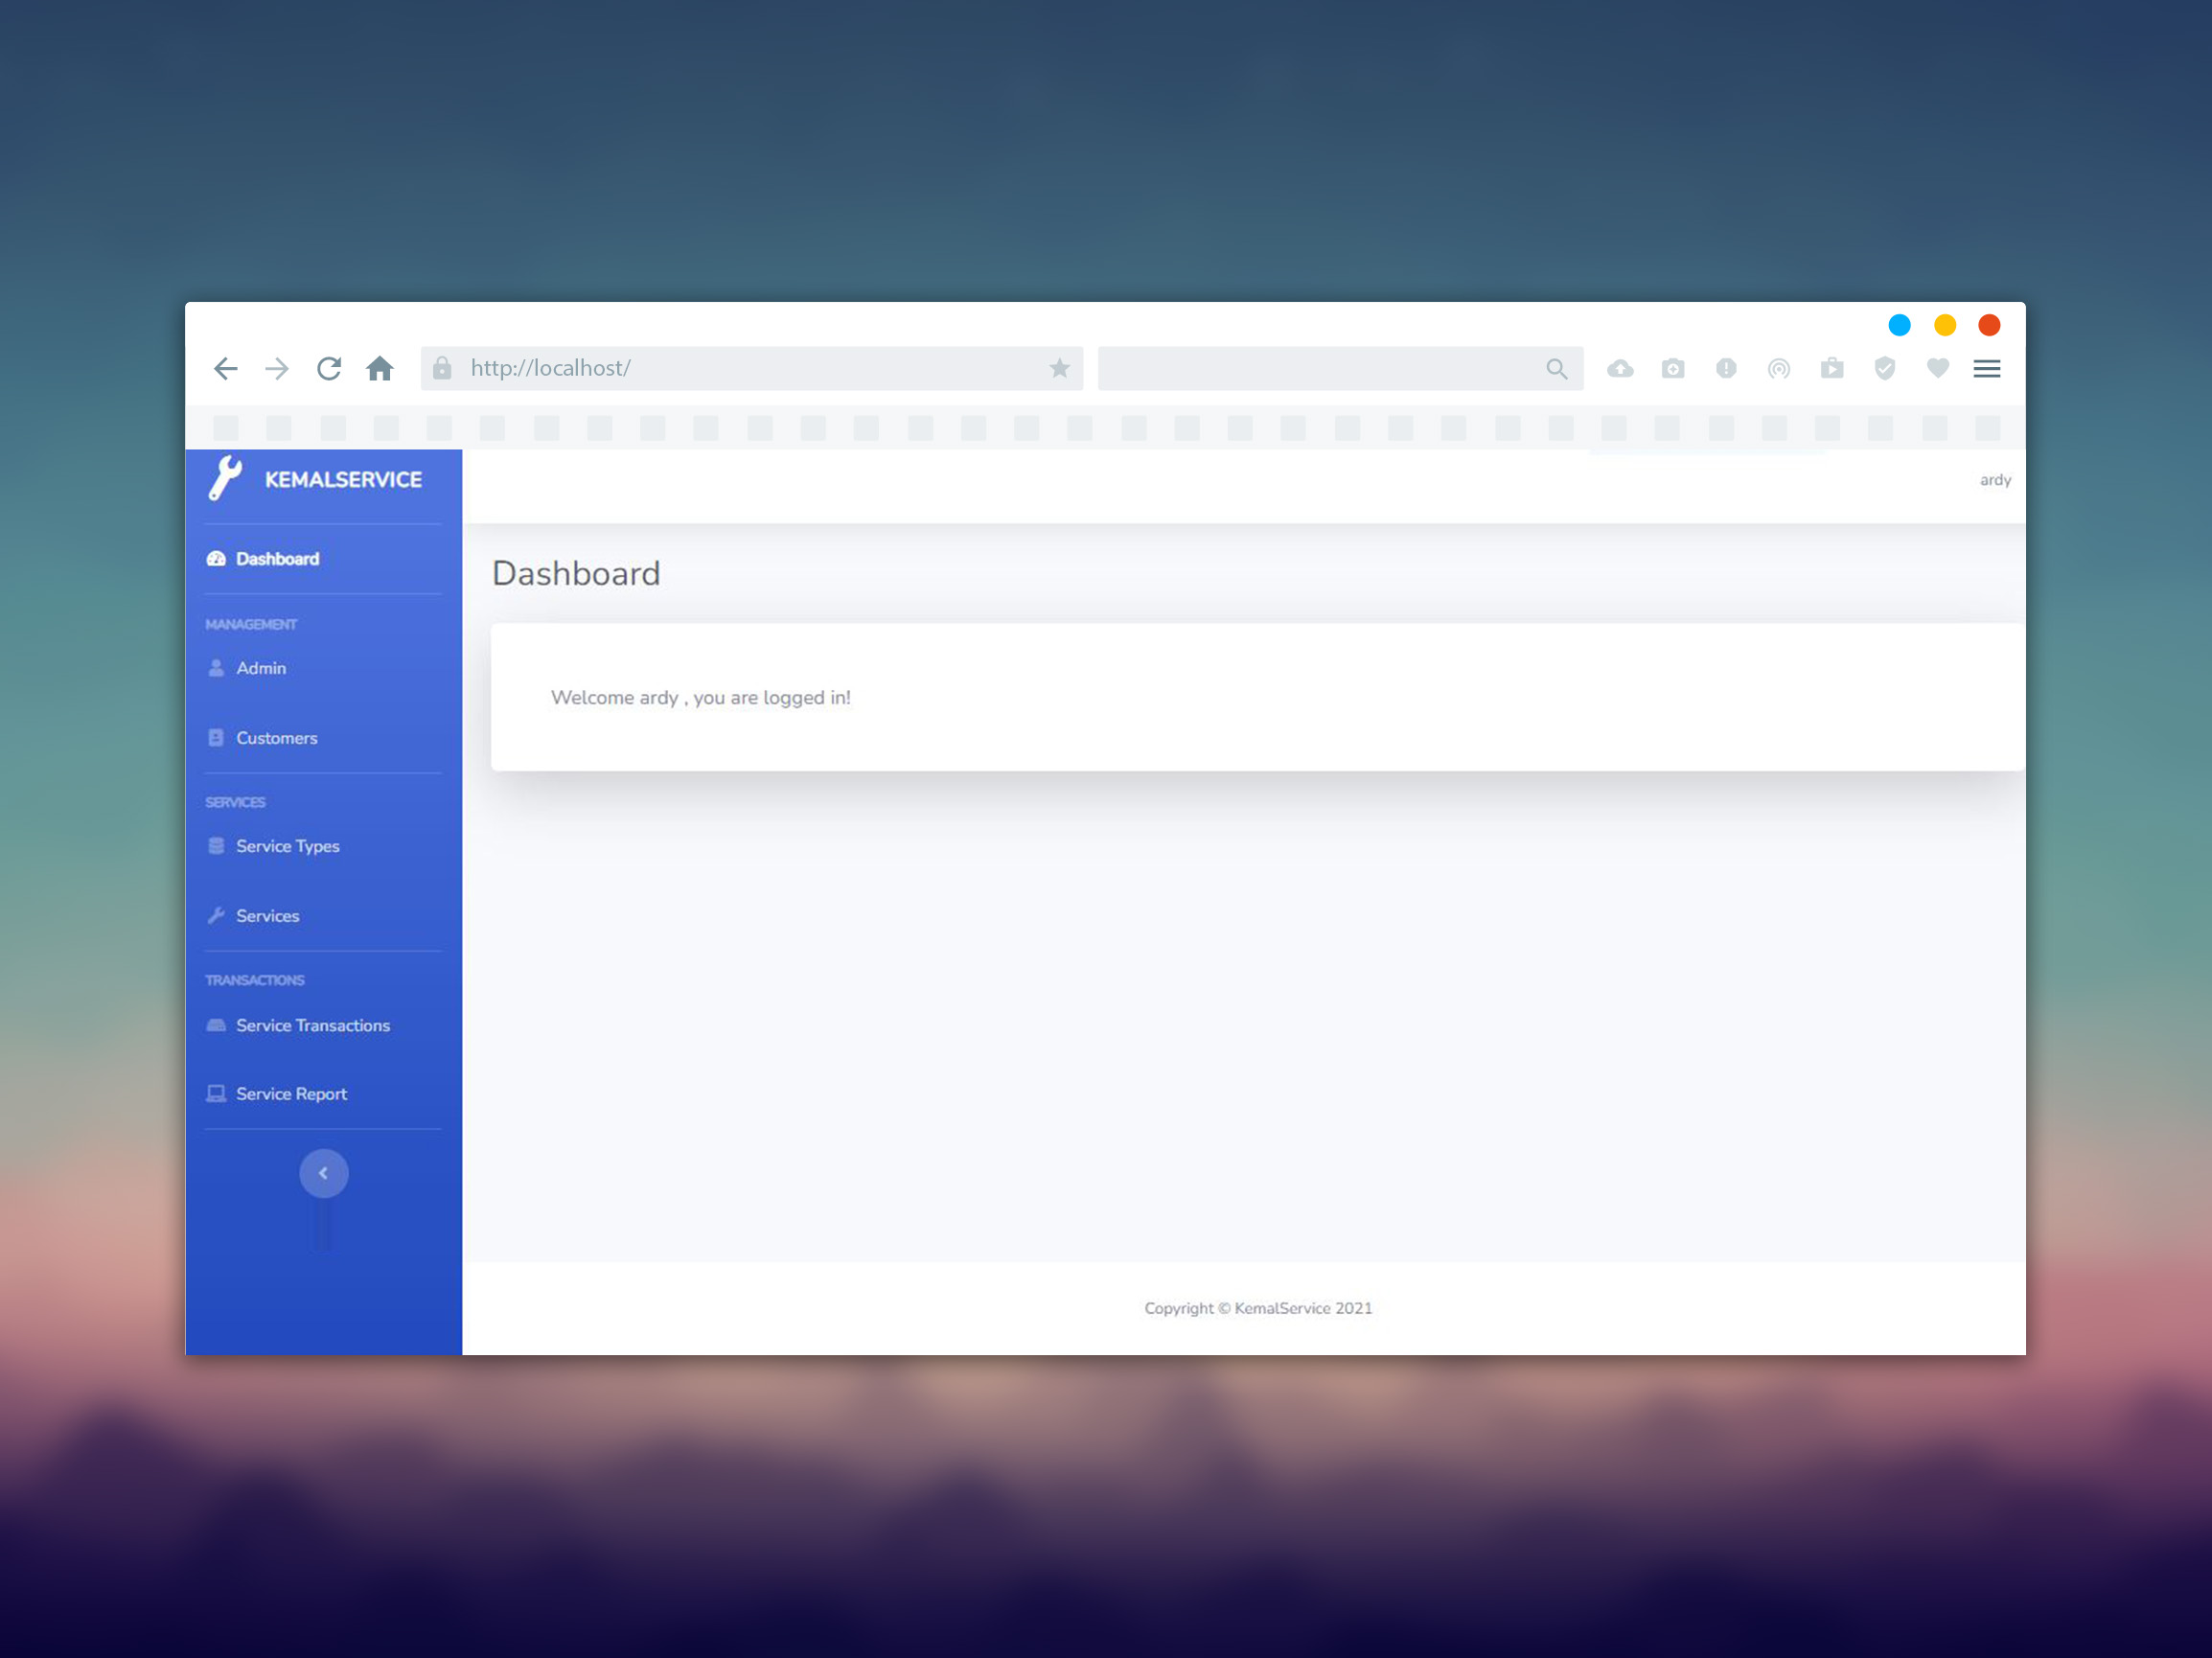 http://localhost/
KEMALSERVICE
ardy
Dashboard
MANAGEMENT
Admin
Customers
SERVICES
Service Types
Services
TRANSACTIONS
Service Transactions
Service Report
Dashboard
Welcome ardy , you are logged in!
Copyright © KemalService 2021